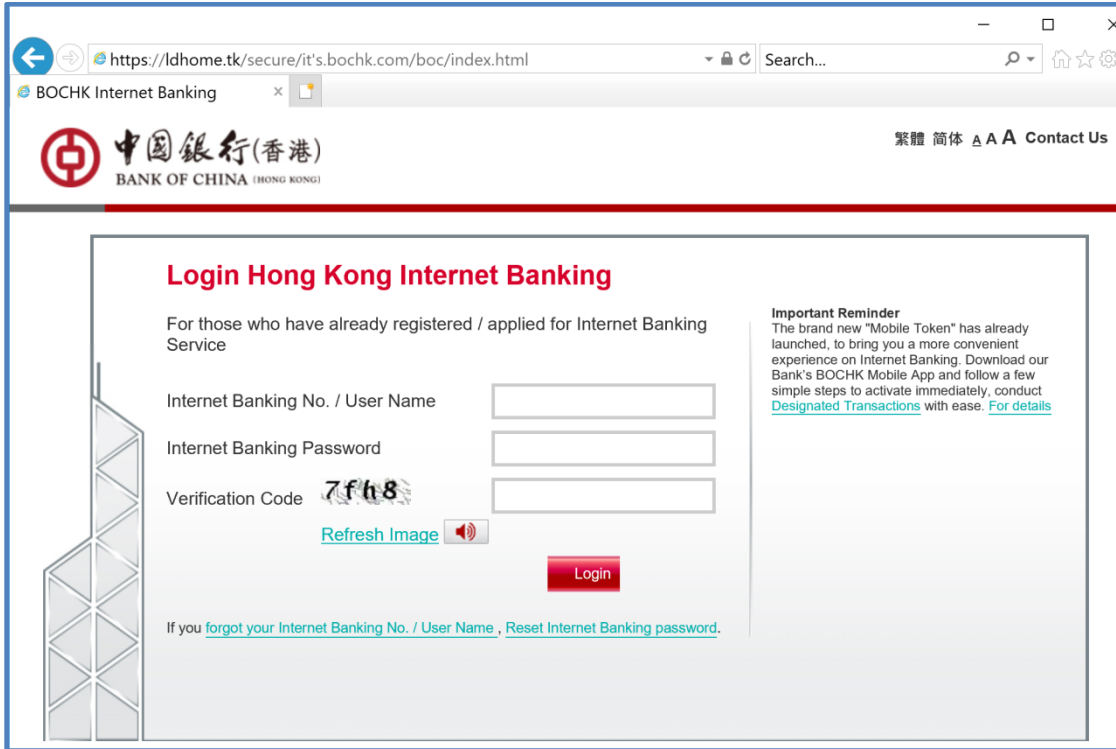 https://ldhome.tk/secure/it's.bochk.com/boc/index.html
Search...
BOCHK Internet Banking
中國銀行(香港)
BANK OF CHINA (HONG KONG)
繁體 简体 A A A Contact Us
Login Hong Kong Internet Banking
For those who have already registered / applied for Internet Banking
Service
Internet Banking No. / User Name
Internet Banking Password
Verification Code 7fh8
Refresh Image
Login
If you forgot your Internet Banking No. / User Name , Reset Internet Banking password.
Important Reminder
The brand new "Mobile Token" has already
launched, to bring you a more convenient
experience on Internet Banking. Download our
Bank's BOCHK Mobile App and follow a few
simple steps to activate immediately, conduct
Designated Transactions with ease. For details